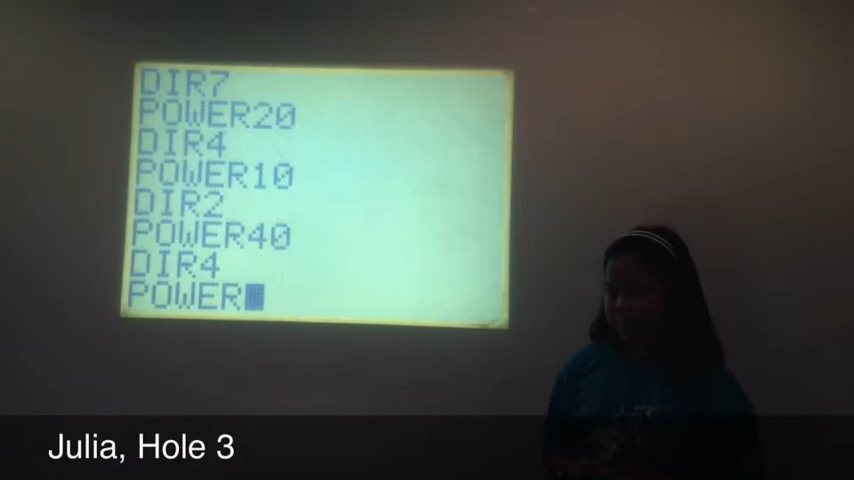 DIR7
POWER20
DIR4
POWER10
DIR2
POWER40
DIR4
POWER
Julia, Hole 3